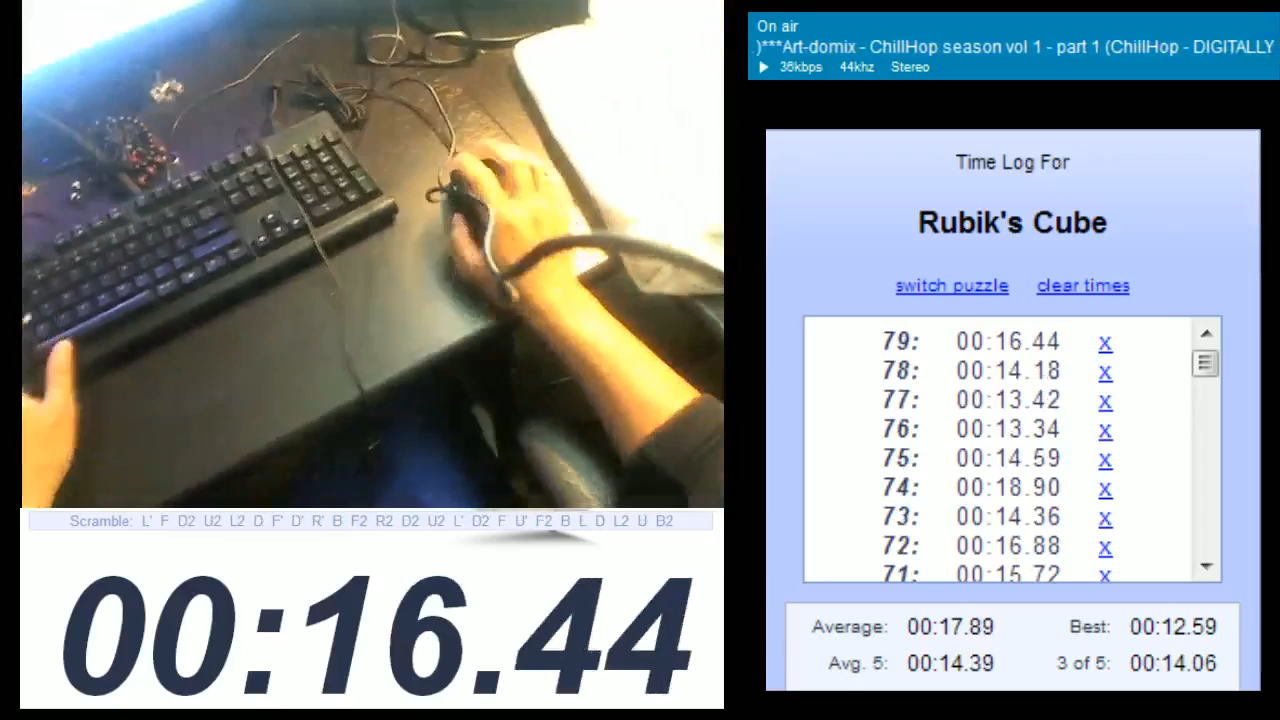 On air
.)***Art-domix - ChillHop season vol 1 - part 1 (ChillHop - DIGITALLY
36kbps 44khz Stereo
Time Log For
Rubik's Cube
switch puzzle clear times
79: 00:16.44 x
78: 00:14.18 x
77: 00:13.42 x
76: 00:13.34 x
75: 00:14.59 x
74: 00:18.90 x
73: 00:14.36 x
72: 00:16.88 x
71: 00:15.72 x
Average: 00:17.89 Best: 00:12.59
Avg. 5: 00:14.39 3 of 5: 00:14.06
Scramble: L' F D2 U2 L2 D F' D' R' B F2 R2 D2 U2 L' D2 F U' F2 B L D L2 U B2
00:16.44